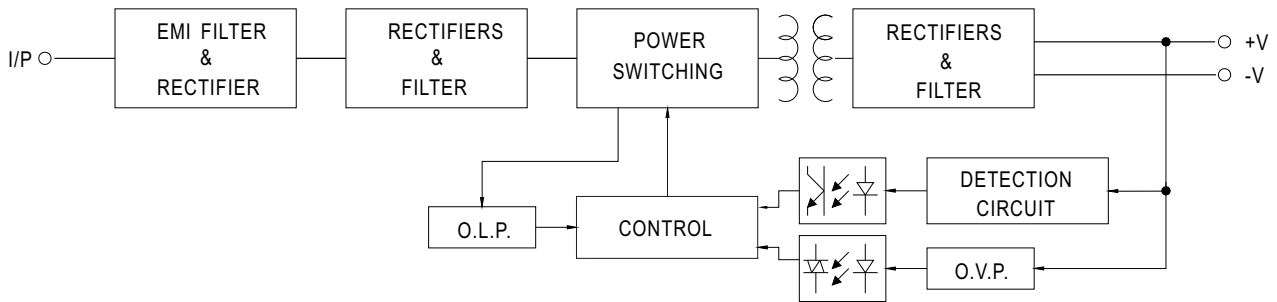 I/P
EMI FILTER
&
RECTIFIER
RECTIFIERS
&
FILTER
POWER
SWITCHING
RECTIFIERS
&
FILTER
+V
-V
O.L.P.
CONTROL
DETECTION
CIRCUIT
O.V.P.